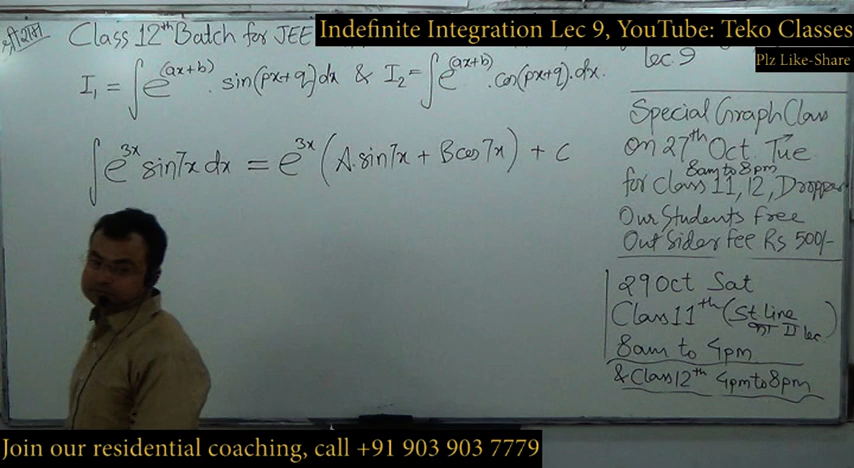 श्रीराम Class 12th Batch for JEE
Indefinite Integration Lec 9, YouTube: Teko Classes
Plz Like-Share
lec. 9
I₁ = ∫e^(ax+b) . sin(px+q)dx & I₂ = ∫e^(ax+b) . cos(px+q).dx.
∫e^3x sin7x dx = e^3x (A.sin7x + Bcos7x) + c
Special Graph Class
on 27th Oct. Tue
8am to 8pm
for class 11, 12, Dropper
Our Students Free
Out Sider Fee Rs 500/-
29 Oct Sat
Class 11th (St. line
II lec.)
8am to 4pm
& Class 12th 4pm to 8pm
Join our residential coaching, call +91 903 903 7779